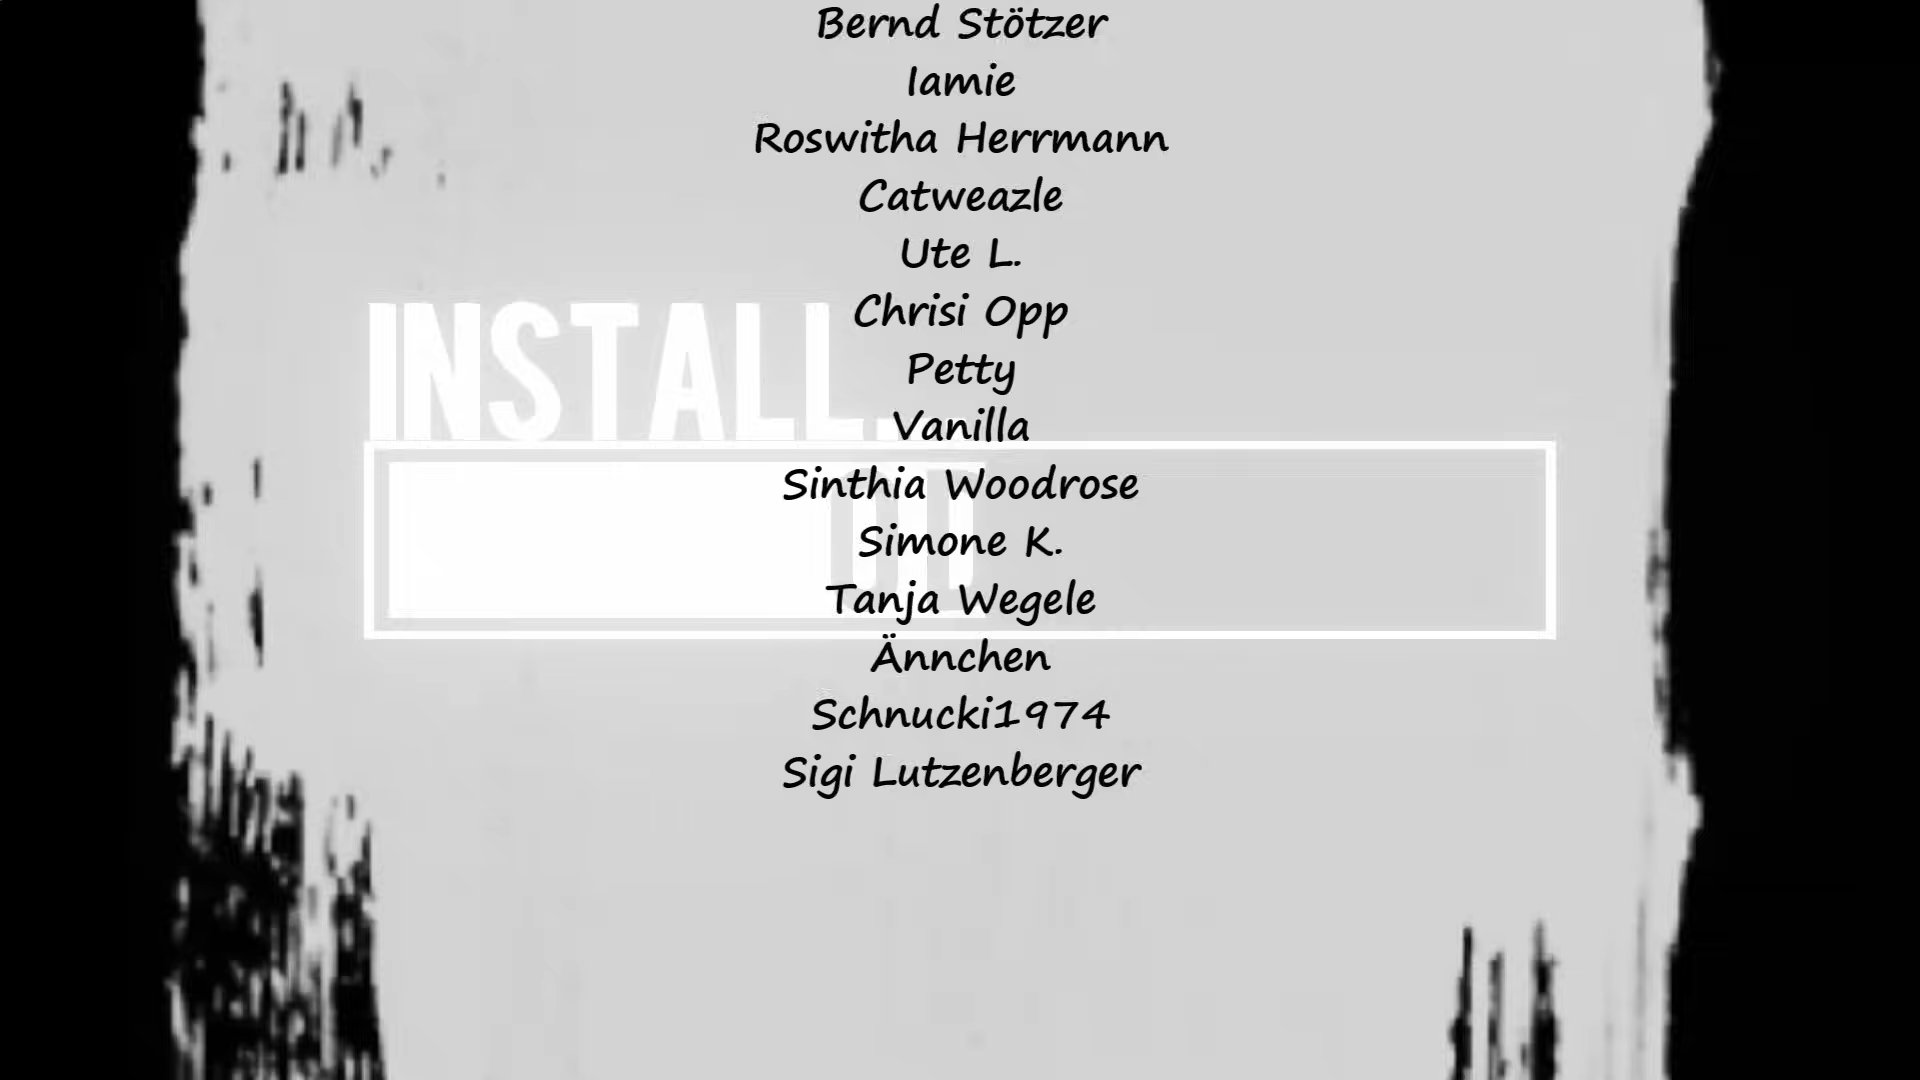 Bernd Stötzer
Iamie
Roswitha Herrmann
Catweazle
Ute L.
Chrisi Opp
Petty
INSTALL...
Vanilla
Sinthia Woodrose
Simone K.
Tanja Wegele
Ännchen
Schnucki1974
Sigi Lutzenberger